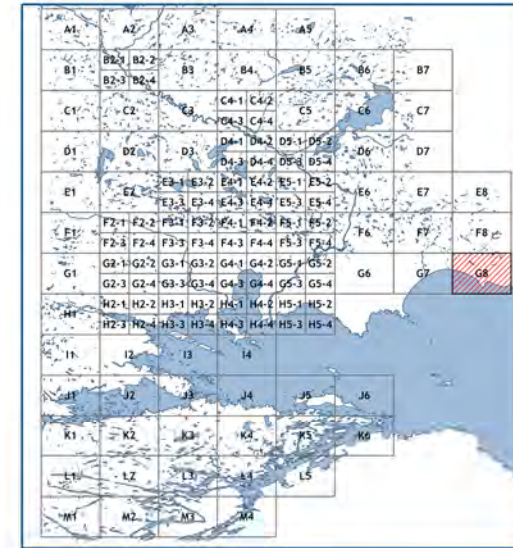 A1 A2 A3 A4 A5
B2-1 B2-2
B1 B3 B4 B5 B6 B7
B2-3 B2-4
C4-1 C4-2
C1 C2 C3 C5 C6 C7
C4-3 C4-4
D4-1 D4-2 D5-1 D5-2
D1 D2 D3 D6 D7
D4-3 D4-4 D5-3 D5-4
E3-1 E3-2 E4-1 E4-2 E5-1 E5-2
E1 E2 E6 E7 E8
E3-3 E3-4 E4-3 E4-4 E5-3 E5-4
F2-1 F2-2 F3-1 F3-2 F4-1 F4-2 F5-1 F5-2
F1 F6 F7 F8
F2-3 F2-4 F3-3 F3-4 F4-3 F4-4 F5-3 F5-4
G2-1 G2-2 G3-1 G3-2 G4-1 G4-2 G5-1 G5-2
G1 G6 G7 G8
G2-3 G2-4 G3-3 G3-4 G4-3 G4-4 G5-3 G5-4
H2-1 H2-2 H3-1 H3-2 H4-1 H4-2 H5-1 H5-2
H1
H2-3 H2-4 H3-3 H3-4 H4-3 H4-4 H5-3 H5-4
I1 I2 I3 I4
J1 J2 J3 J4 J5 J6
K1 K2 K3 K4 K5 K6
L1 L2 L3 L4 L5
M1 M2 M3 M4